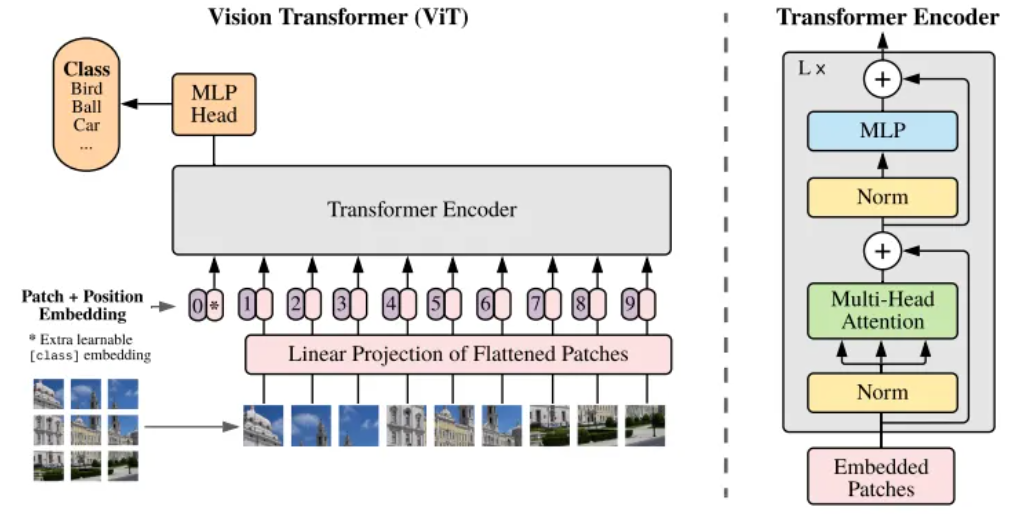 Vision Transformer (ViT)
Class
Bird
Ball
Car
...
MLP
Head
Transformer Encoder
Patch + Position
Embedding
* Extra learnable
[class] embedding
0 *
1
2
3
4
5
6
7
8
9
Linear Projection of Flattened Patches
Transformer Encoder
L ×
+
MLP
Norm
+
Multi-Head
Attention
Norm
Embedded
Patches